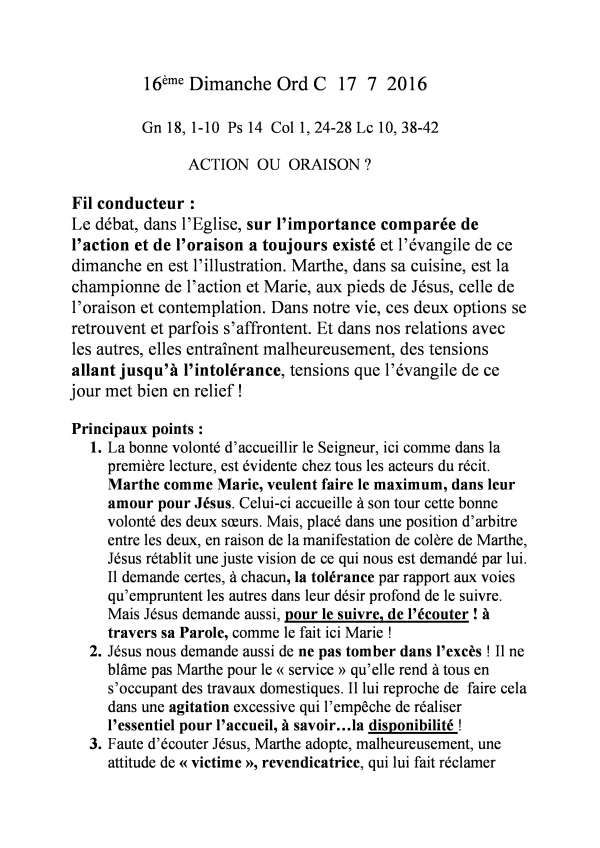 16ème Dimanche Ord C 17 7 2016
Gn 18, 1-10 Ps 14 Col 1, 24-28 Lc 10, 38-42
ACTION OU ORAISON ?
Fil conducteur :
Le débat, dans l’Eglise, sur l’importance comparée de
l’action et de l’oraison a toujours existé et l’évangile de ce
dimanche en est l’illustration. Marthe, dans sa cuisine, est la
championne de l’action et Marie, aux pieds de Jésus, celle de
l’oraison et contemplation. Dans notre vie, ces deux options se
retrouvent et parfois s’affrontent. Et dans nos relations avec
les autres, elles entraînent malheureusement, des tensions
allant jusqu’à l’intolérance, tensions que l’évangile de ce
jour met bien en relief !
Principaux points :
1. La bonne volonté d’accueillir le Seigneur, ici comme dans la
première lecture, est évidente chez tous les acteurs du récit.
Marthe comme Marie, veulent faire le maximum, dans leur
amour pour Jésus. Celui-ci accueille à son tour cette bonne
volonté des deux sœurs. Mais, placé dans une position d’arbitre
entre les deux, en raison de la manifestation de colère de Marthe,
Jésus rétablit une juste vision de ce qui nous est demandé par lui.
Il demande certes, à chacun, la tolérance par rapport aux voies
qu’empruntent les autres dans leur désir profond de le suivre.
Mais Jésus demande aussi, pour le suivre, de l’écouter ! à
travers sa Parole, comme le fait ici Marie !
2. Jésus nous demande aussi de ne pas tomber dans l’excès ! Il ne
blâme pas Marthe pour le « service » qu’elle rend à tous en
s’occupant des travaux domestiques. Il lui reproche de faire cela
dans une agitation excessive qui l’empêche de réaliser
l’essentiel pour l’accueil, à savoir…la disponibilité !
3. Faute d’écouter Jésus, Marthe adopte, malheureusement, une
attitude de « victime », revendicatrice, qui lui fait réclamer